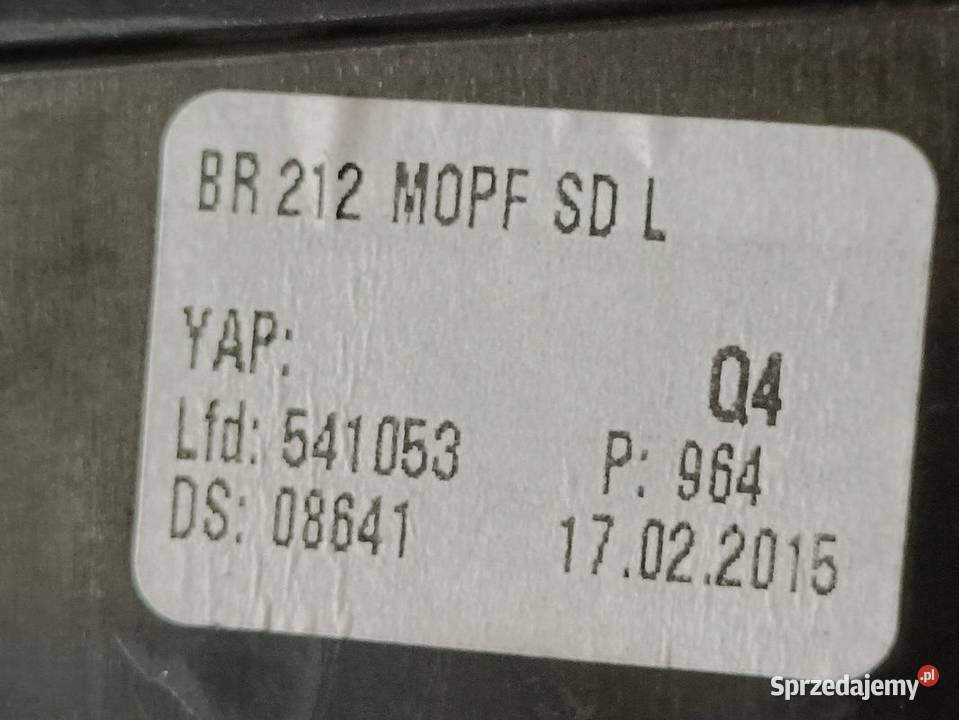 BR 212 MOPF SD L
YAP:
Q4
Lfd: 541053 P: 964
DS: 08641 17.02.2015
Sprzedajemy.pl